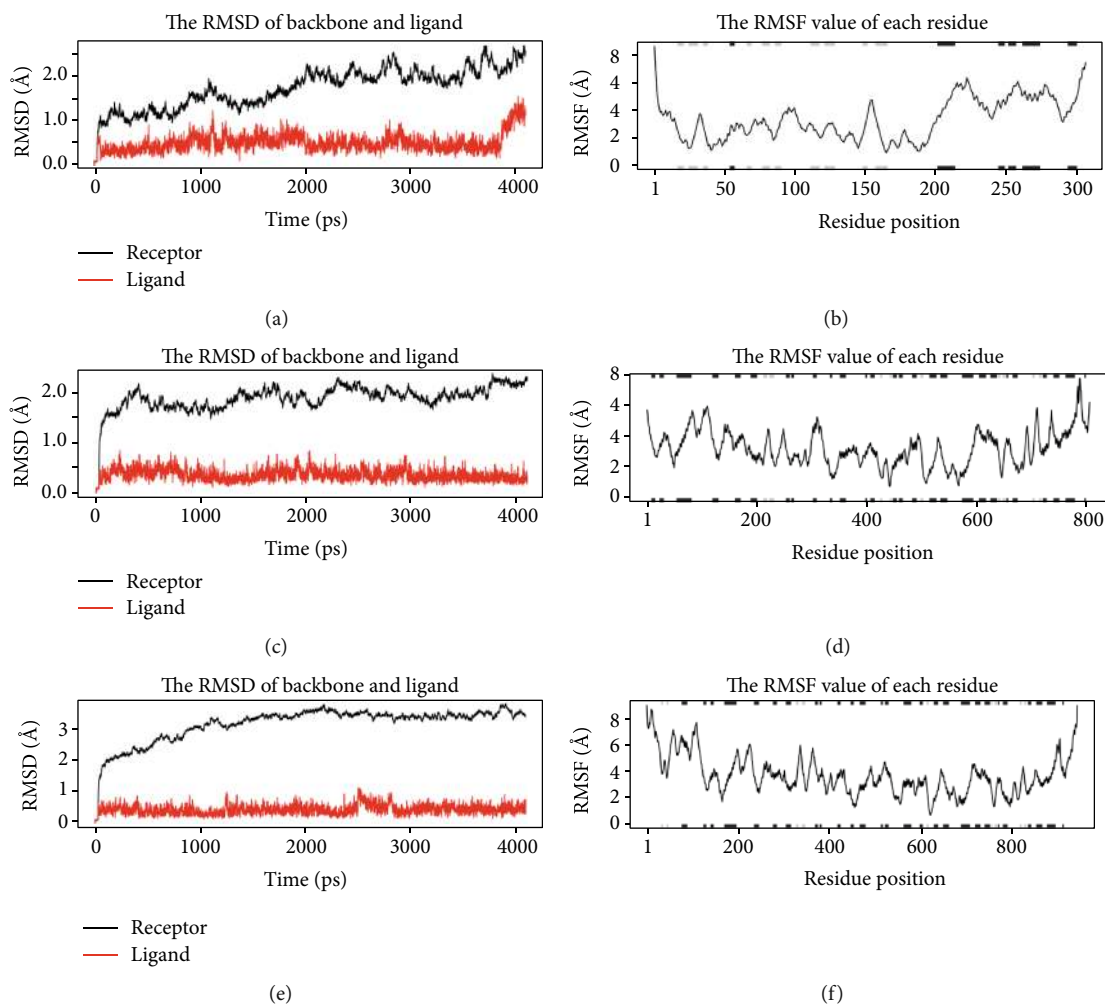 The RMSD of backbone and ligand
RMSD (Å)
2.0
1.0
0.0
0 1000 2000 3000 4000
Time (ps)
Receptor
Ligand
(a)
The RMSF value of each residue
RMSF (Å)
8
6
4
2
0
1 50 100 150 200 250 300
Residue position
(b)
The RMSD of backbone and ligand
RMSD (Å)
2.0
1.0
0.0
0 1000 2000 3000 4000
Time (ps)
Receptor
Ligand
(c)
The RMSF value of each residue
RMSF (Å)
8
4
2
0
1 200 400 600 800
Residue position
(d)
The RMSD of backbone and ligand
RMSD (Å)
3
2
1
0
0 1000 2000 3000 4000
Time (ps)
Receptor
Ligand
(e)
The RMSF value of each residue
RMSF (Å)
8
6
4
2
0
1 200 400 600 800
Residue position
(f)